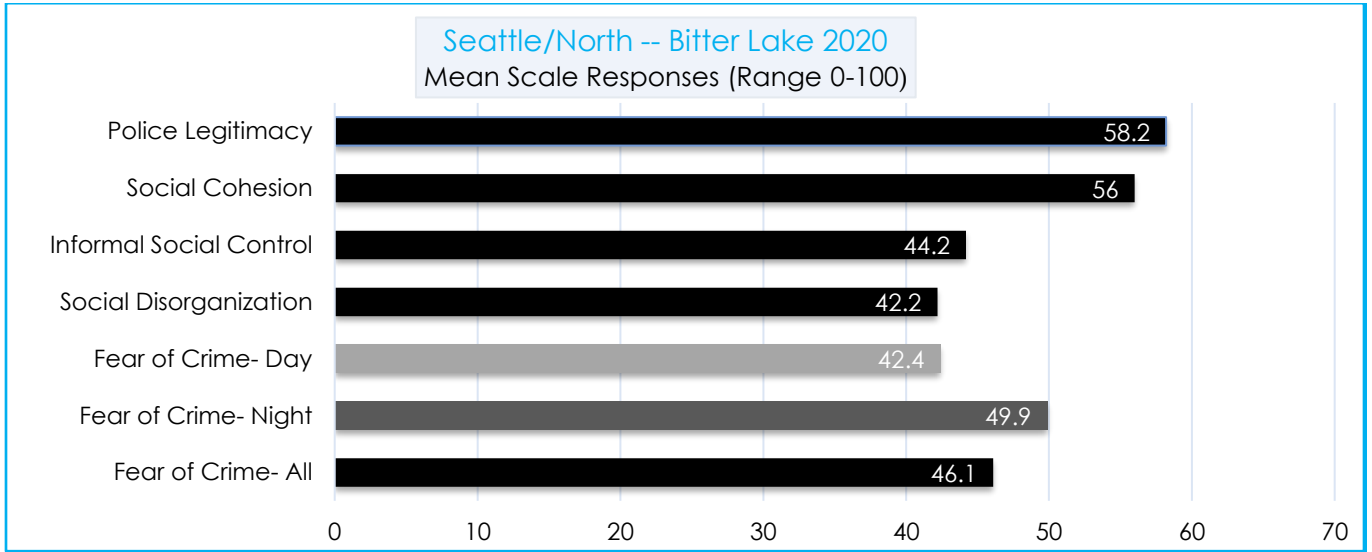 Seattle/North -- Bitter Lake 2020
Mean Scale Responses (Range 0-100)
Police Legitimacy 58.2
Social Cohesion 56
Informal Social Control 44.2
Social Disorganization 42.2
Fear of Crime- Day 42.4
Fear of Crime- Night 49.9
Fear of Crime- All 46.1
0 10 20 30 40 50 60 70